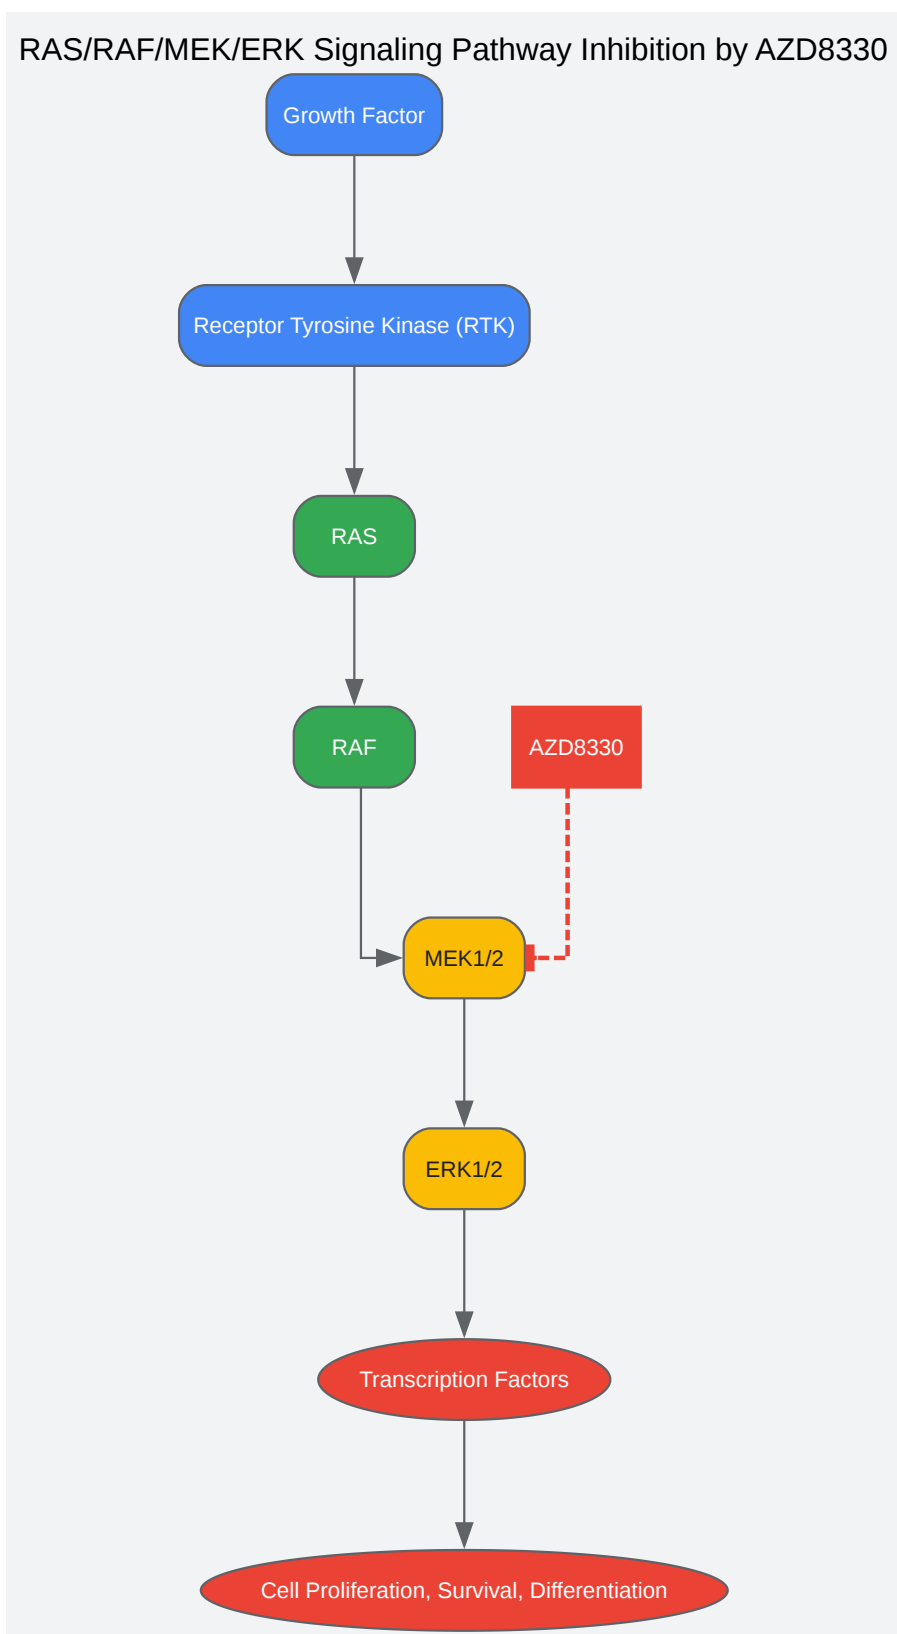 RAS/RAF/MEK/ERK Signaling Pathway Inhibition by AZD8330
Growth Factor
Receptor Tyrosine Kinase (RTK)
RAS
RAF
AZD8330
MEK1/2
ERK1/2
Transcription Factors
Cell Proliferation, Survival, Differentiation